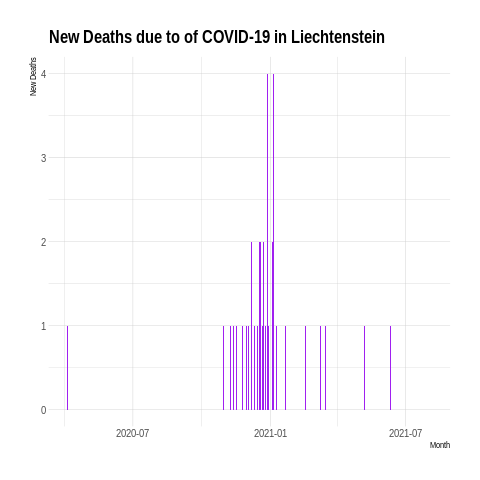 New Deaths due to of COVID-19 in Liechtenstein
New Deaths
4
3
2
1
0
2020-07
2021-01
2021-07
Month